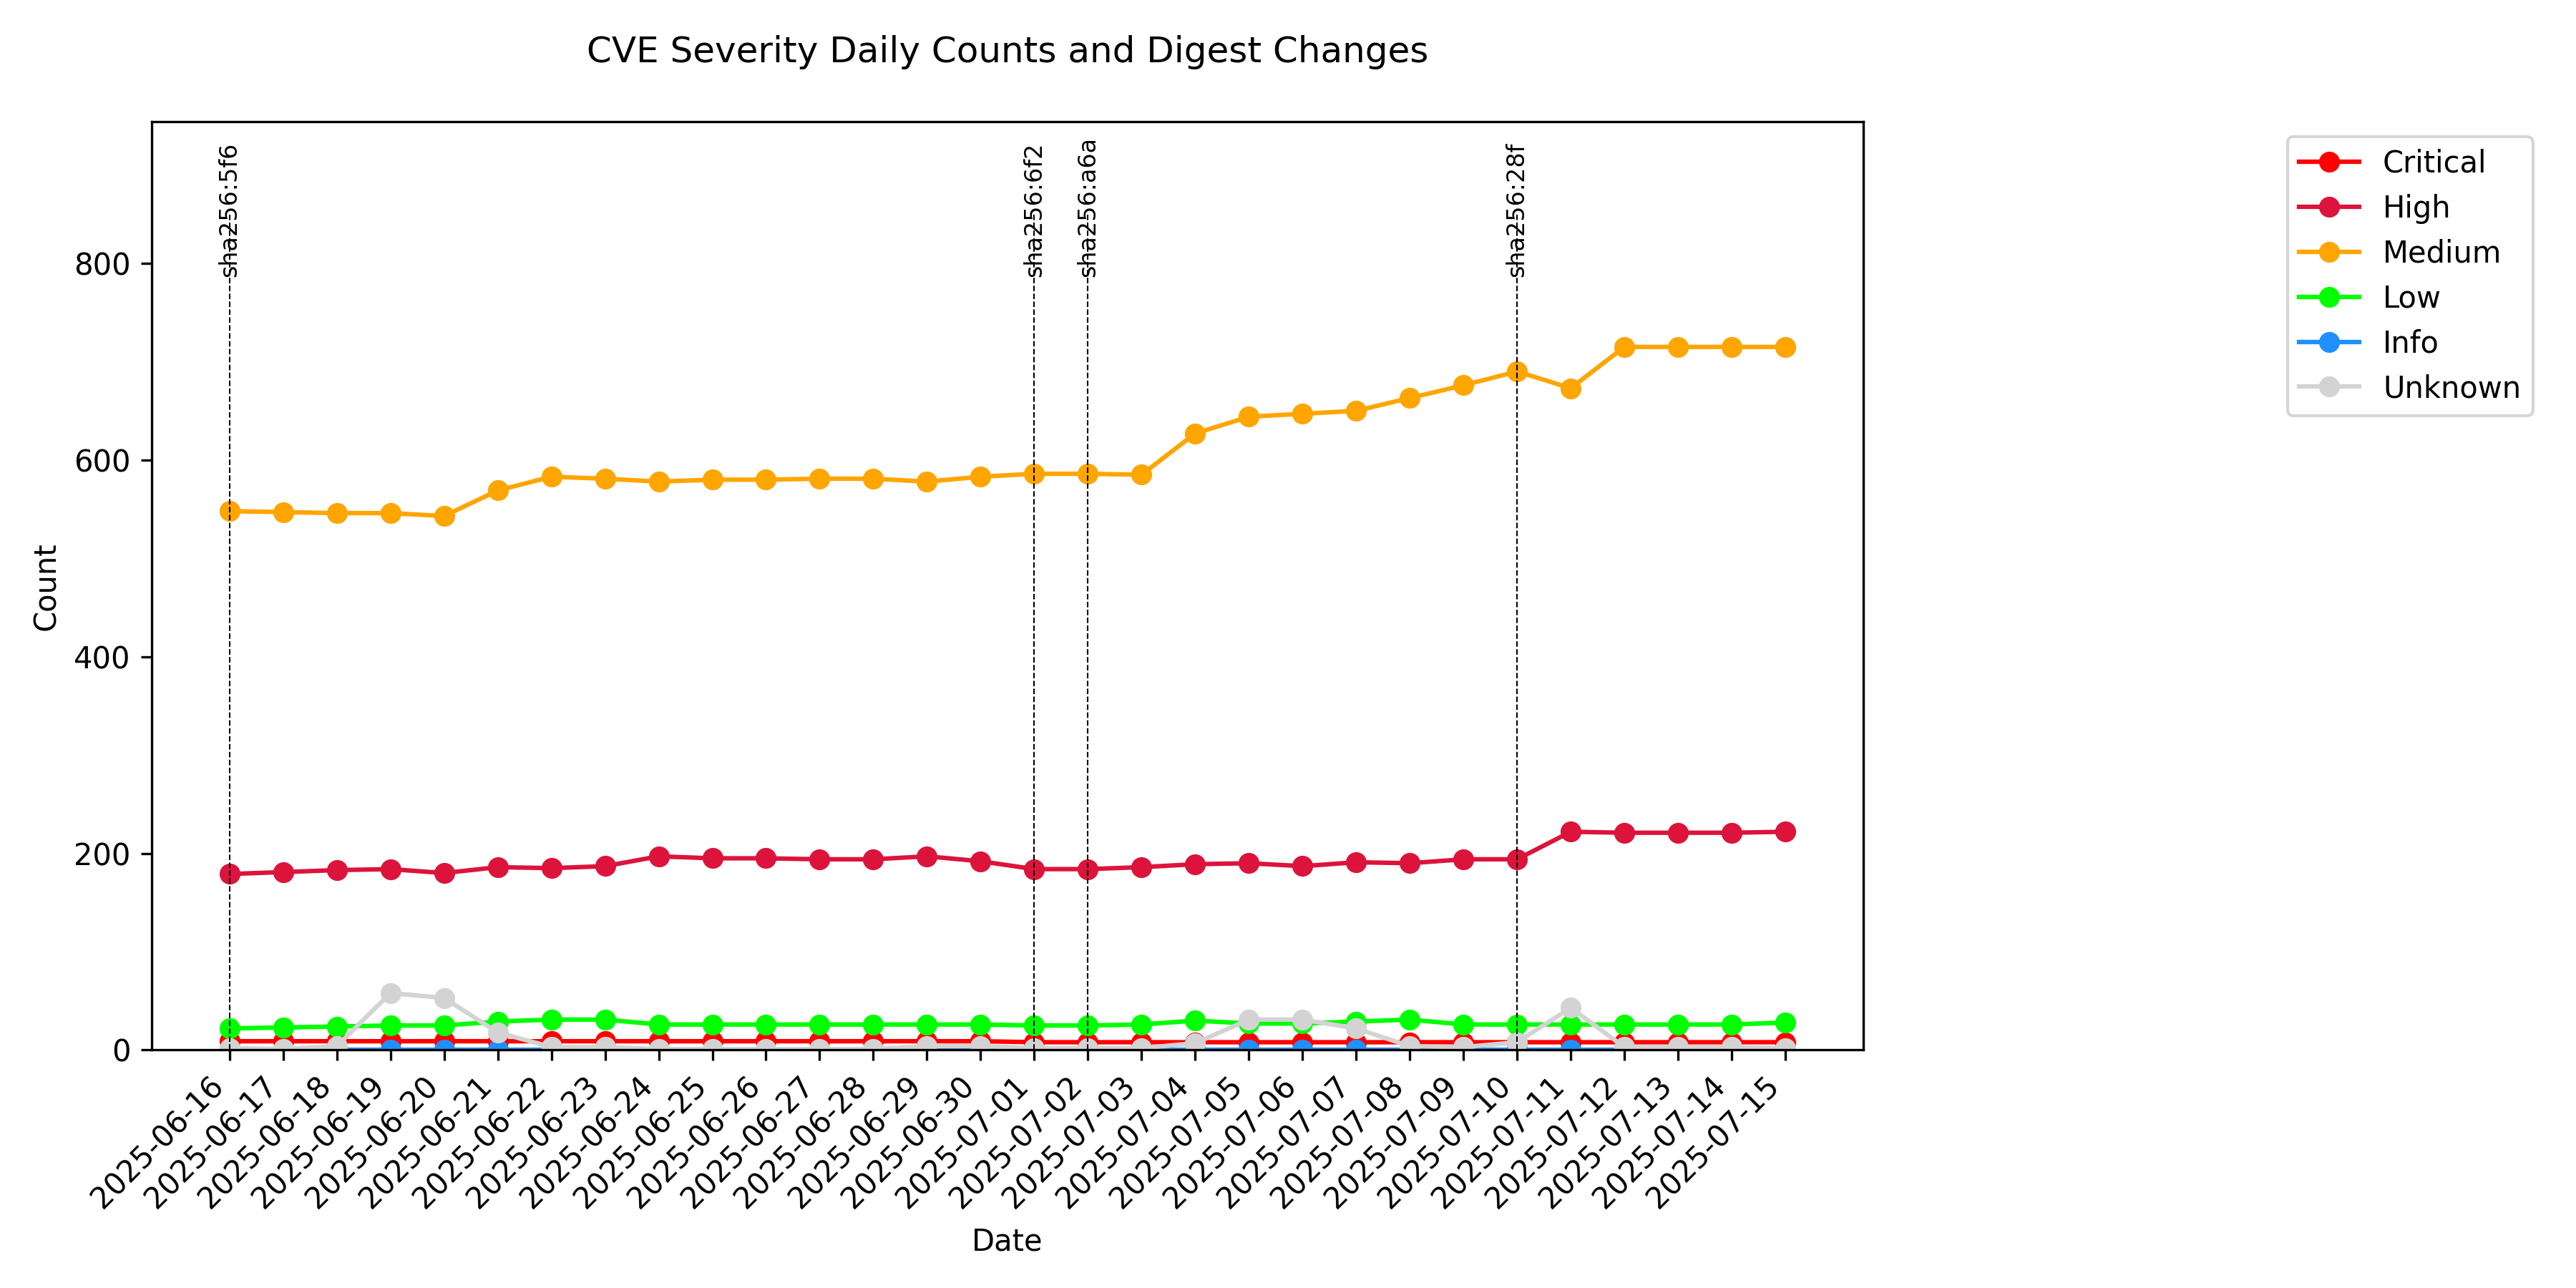 CVE Severity Daily Counts and Digest Changes
sha256:5f6
sha256:6f2
sha256:a6a
sha256:28f
Critical
High
Medium
Low
Info
Unknown
Count
800
600
400
200
0
2025-06-16
2025-06-17
2025-06-18
2025-06-19
2025-06-20
2025-06-21
2025-06-22
2025-06-23
2025-06-24
2025-06-25
2025-06-26
2025-06-27
2025-06-28
2025-06-29
2025-06-30
2025-07-01
2025-07-02
2025-07-03
2025-07-04
2025-07-05
2025-07-06
2025-07-07
2025-07-08
2025-07-09
2025-07-10
2025-07-11
2025-07-12
2025-07-13
2025-07-14
2025-07-15
Date